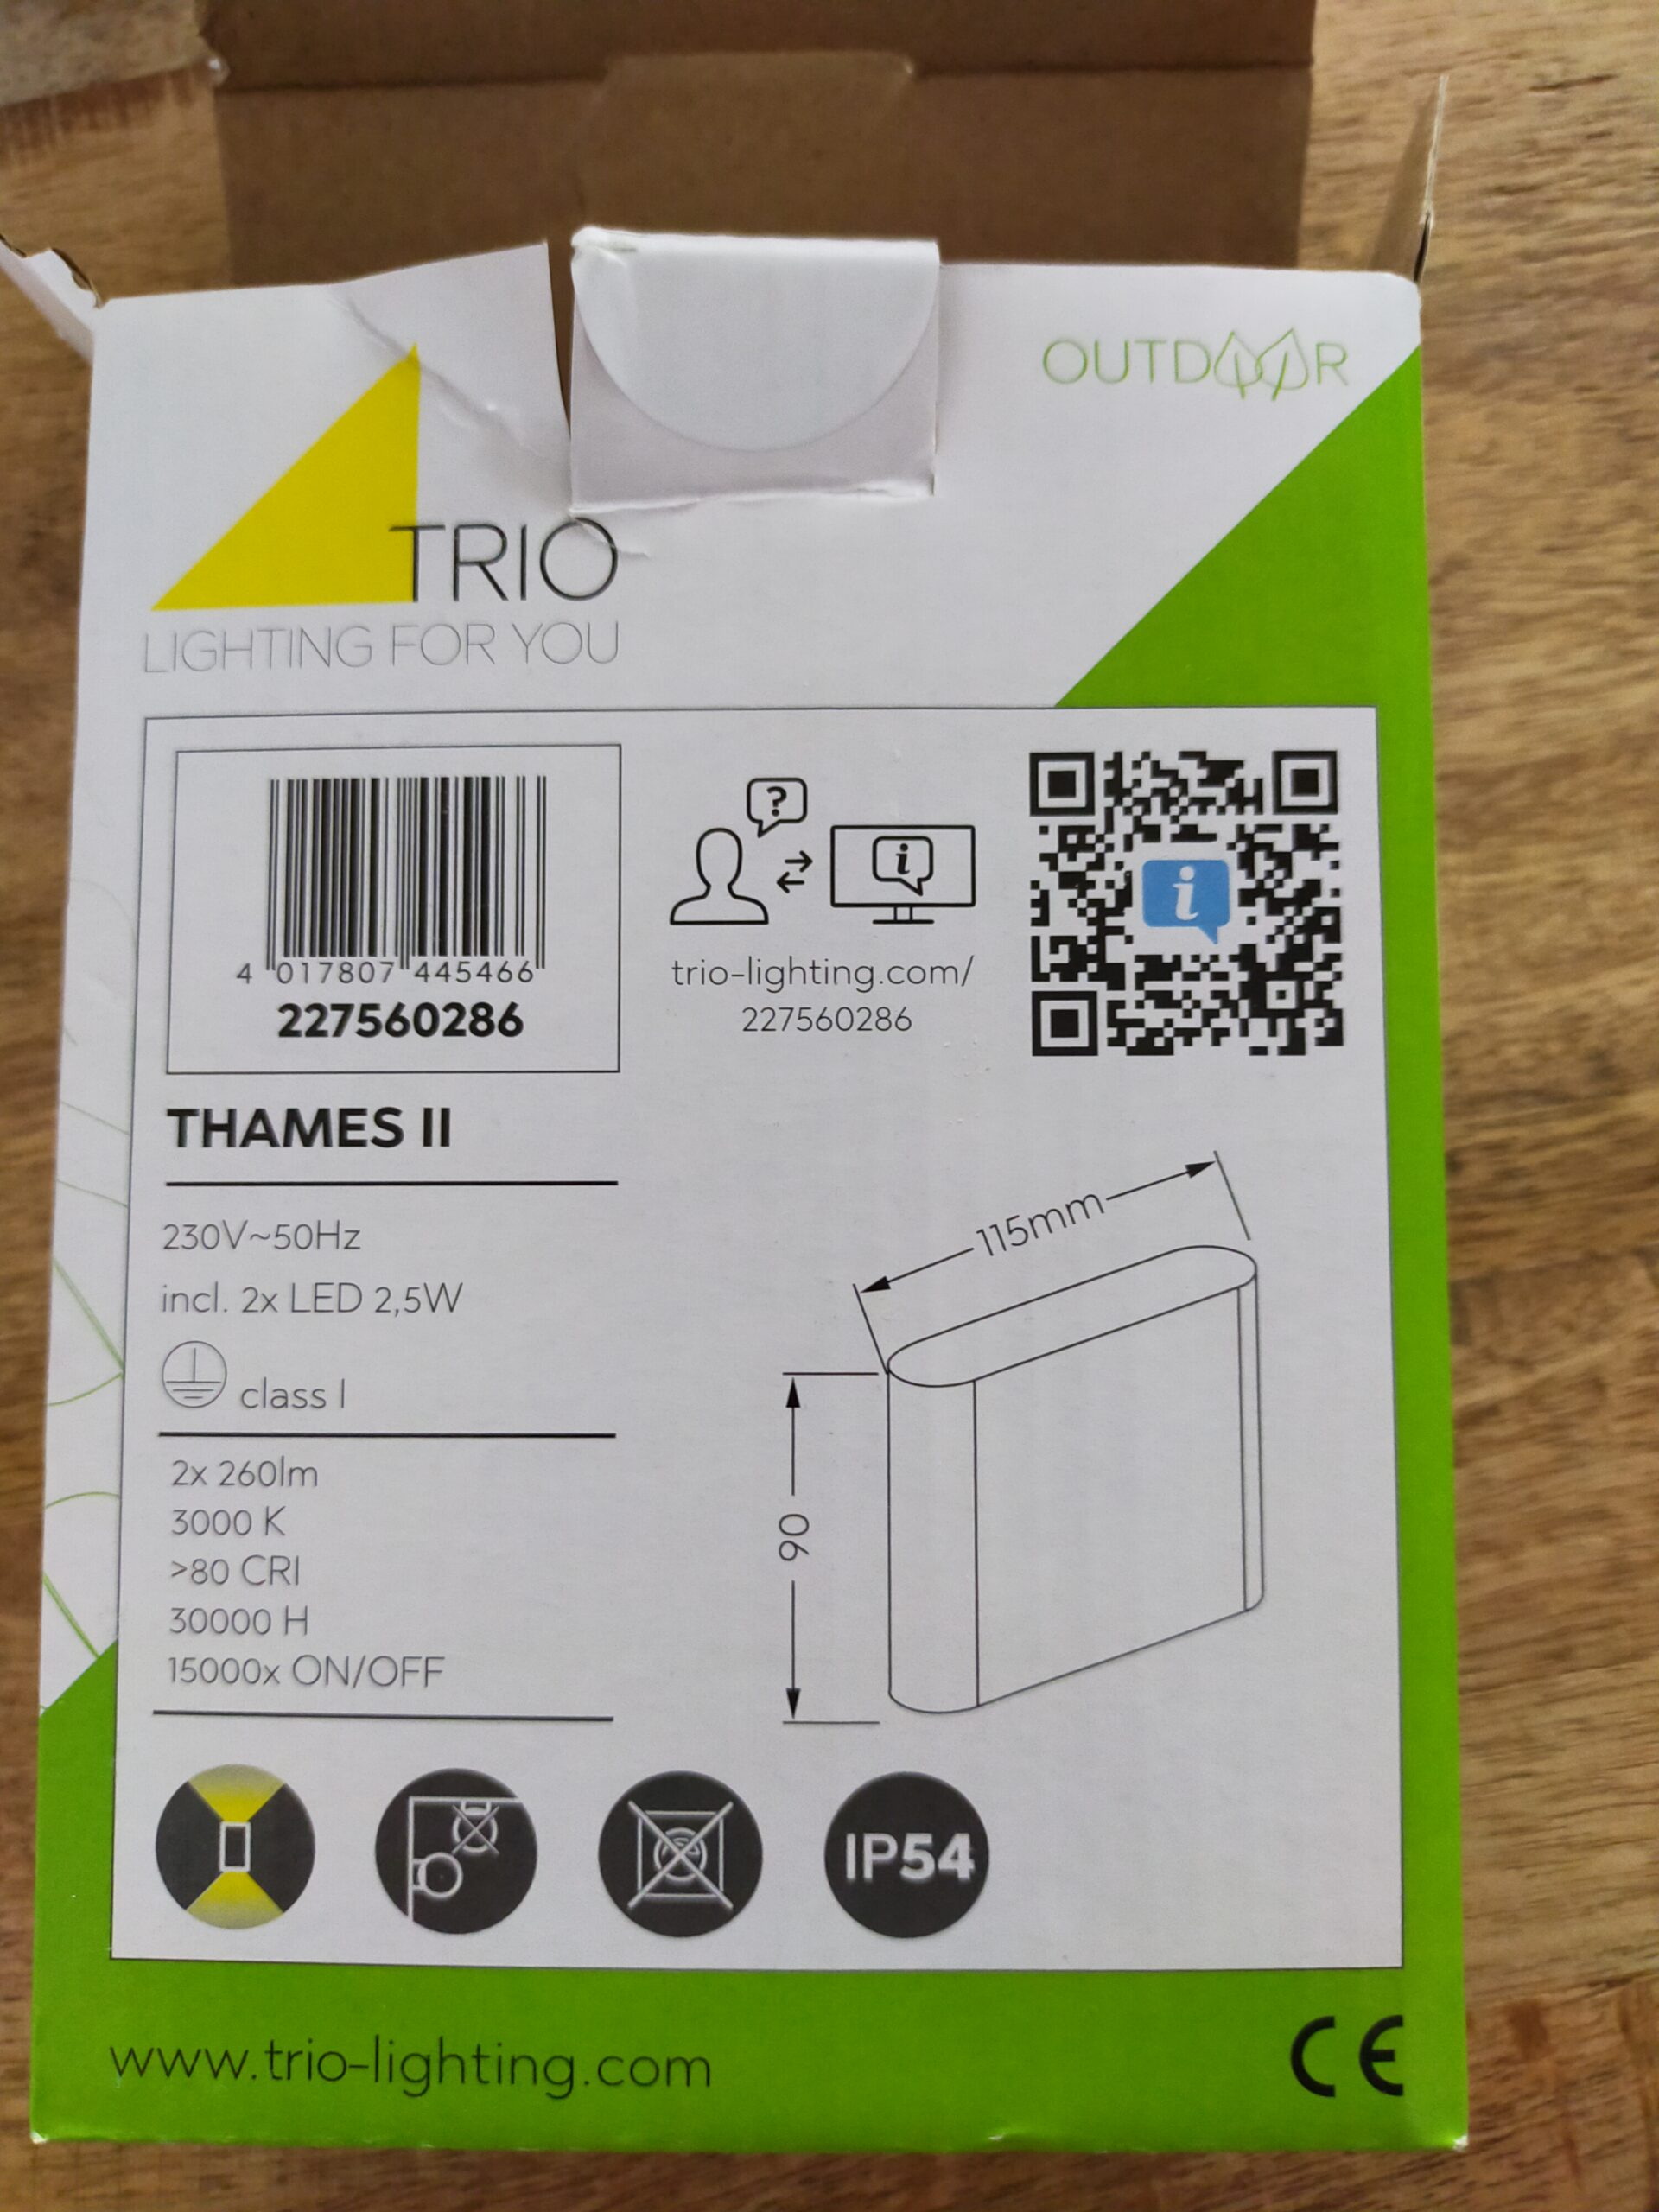 OUTDOOR
TRIO
LIGHTING FOR YOU
?
i
i
4 017807 445466
227560286
trio-lighting.com/
227560286
THAMES II
230V~50Hz
incl. 2x LED 2,5W
class I
2x 260lm
3000 K
>80 CRI
30000 H
15000x ON/OFF
115mm
90
IP54
www.trio-lighting.com
CE